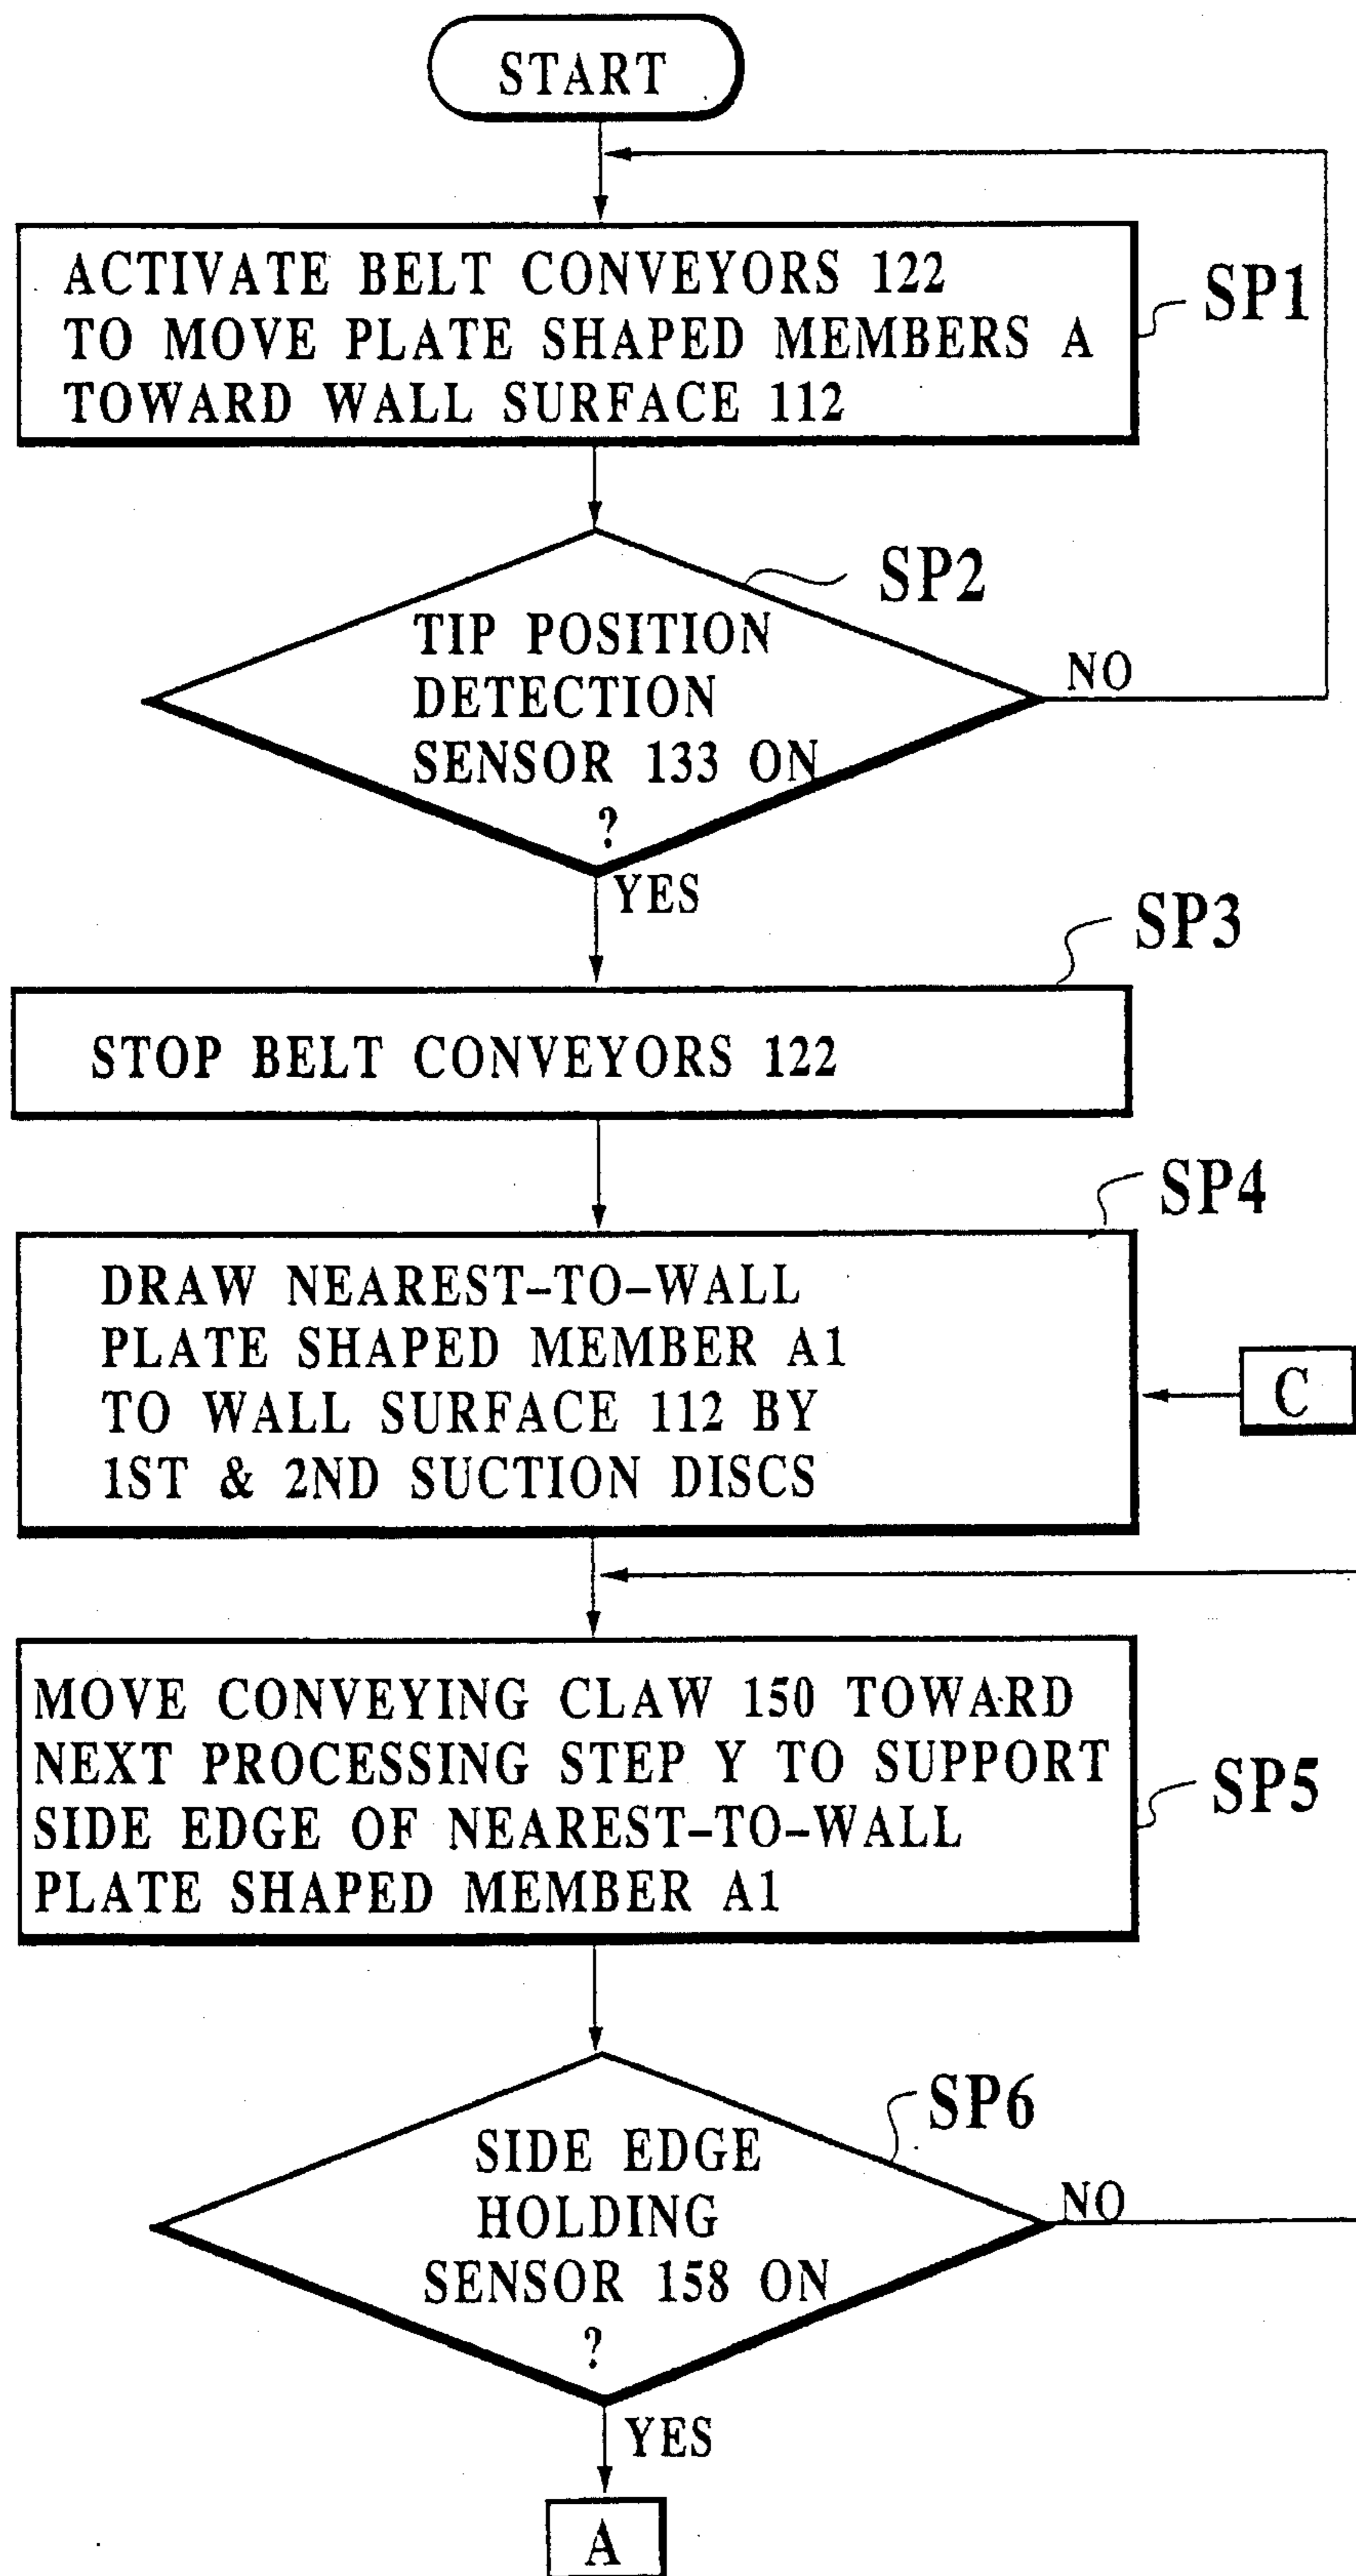 START
ACTIVATE BELT CONVEYORS 122
TO MOVE PLATE SHAPED MEMBERS A
TOWARD WALL SURFACE 112
SP1
SP2
TIP POSITION
DETECTION
SENSOR 133 ON
?
NO
YES
SP3
STOP BELT CONVEYORS 122
SP4
DRAW NEAREST-TO-WALL
PLATE SHAPED MEMBER A1
TO WALL SURFACE 112 BY
1ST & 2ND SUCTION DISCS
C
MOVE CONVEYING CLAW 150 TOWARD
NEXT PROCESSING STEP Y TO SUPPORT
SIDE EDGE OF NEAREST-TO-WALL
PLATE SHAPED MEMBER A1
SP5
SP6
SIDE EDGE
HOLDING
SENSOR 158 ON
?
NO
YES
A